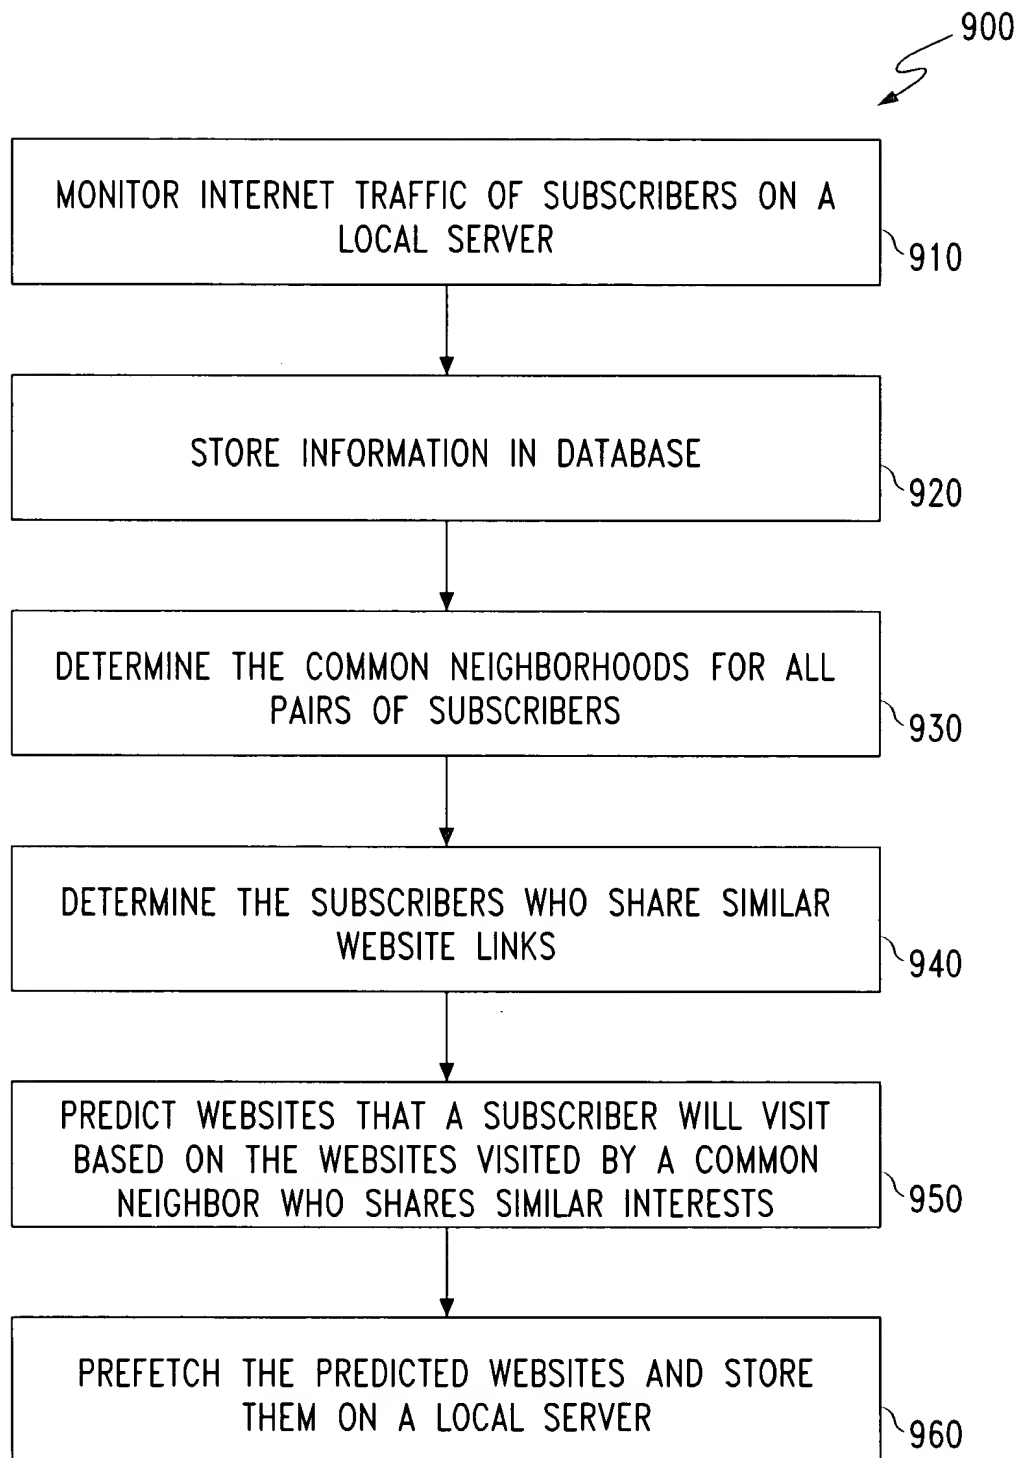 900
MONITOR INTERNET TRAFFIC OF SUBSCRIBERS ON A
LOCAL SERVER
910
STORE INFORMATION IN DATABASE
920
DETERMINE THE COMMON NEIGHBORHOODS FOR ALL
PAIRS OF SUBSCRIBERS
930
DETERMINE THE SUBSCRIBERS WHO SHARE SIMILAR
WEBSITE LINKS
940
PREDICT WEBSITES THAT A SUBSCRIBER WILL VISIT
BASED ON THE WEBSITES VISITED BY A COMMON
NEIGHBOR WHO SHARES SIMILAR INTERESTS
950
PREFETCH THE PREDICTED WEBSITES AND STORE
THEM ON A LOCAL SERVER
960